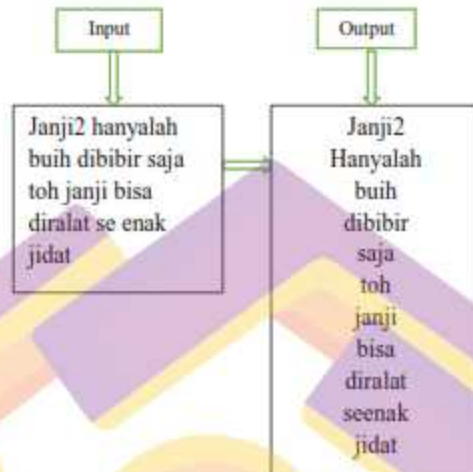 Input
Output
Janji2 hanyalah
buih dibibir saja
toh janji bisa
diralat se enak
jidat
Janji2
Hanyalah
buih
dibibir
saja
toh
janji
bisa
diralat
seenak
jidat